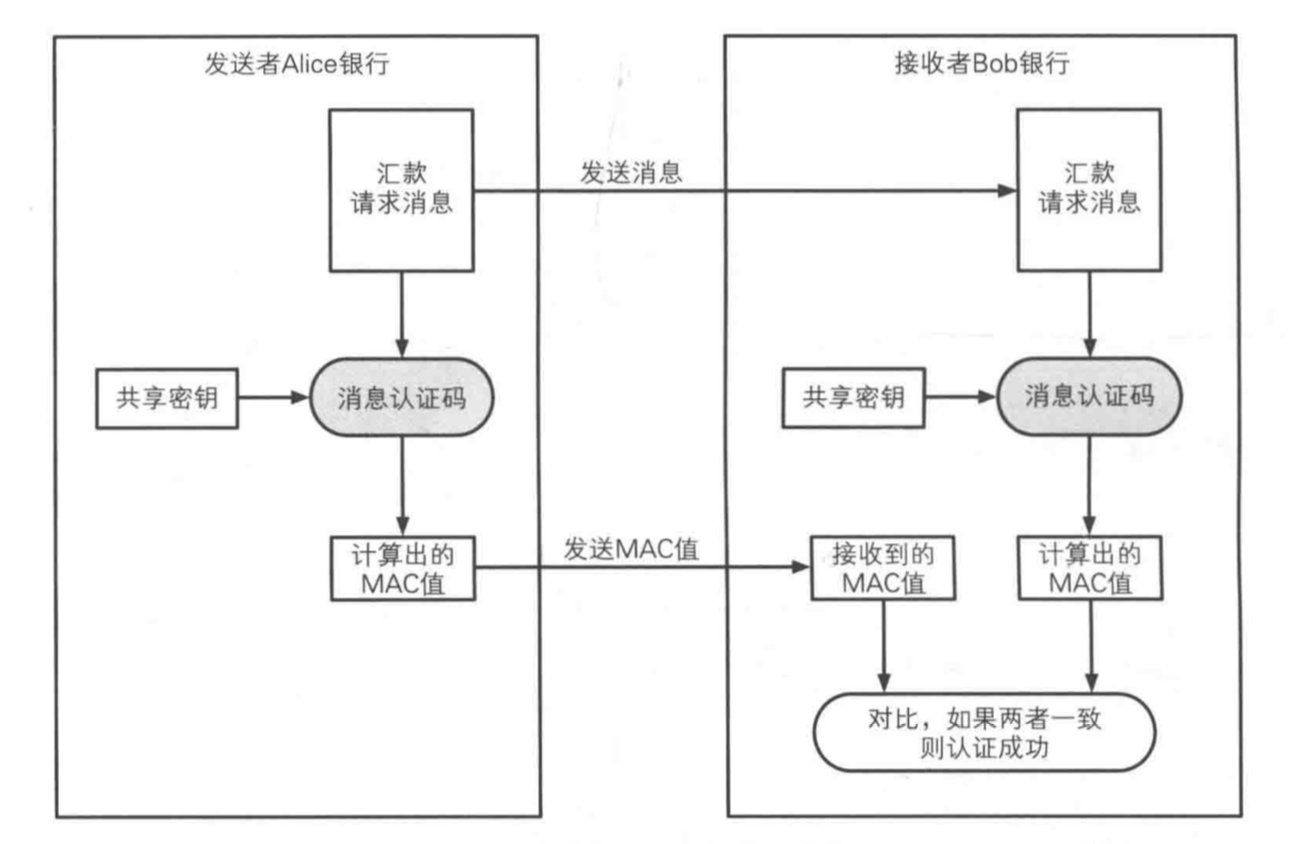 发送者Alice银行
接收者Bob银行
汇款
请求消息
发送消息
汇款
请求消息
共享密钥
消息认证码
共享密钥
消息认证码
计算出的
MAC值
发送MAC值
接收到的
MAC值
计算出的
MAC值
对比，如果两者一致
则认证成功